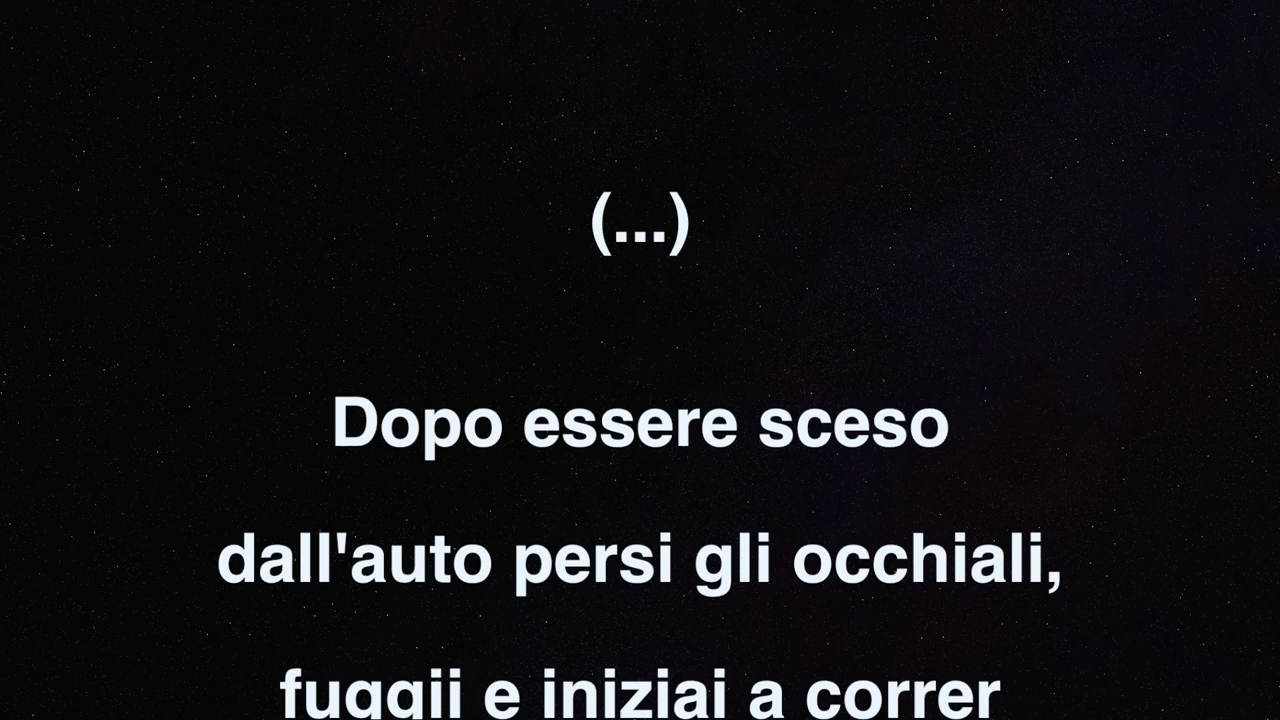 (...)
Dopo essere sceso
dall'auto persi gli occhiali,
fuggii e iniziai a correr